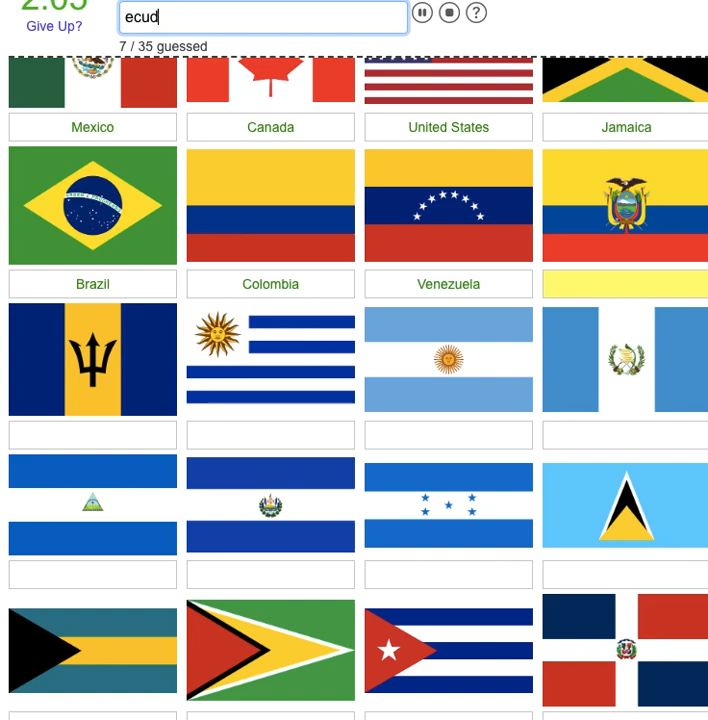 Give Up?
ecud
7 / 35 guessed
Mexico
Canada
United States
Jamaica
Brazil
Colombia
Venezuela